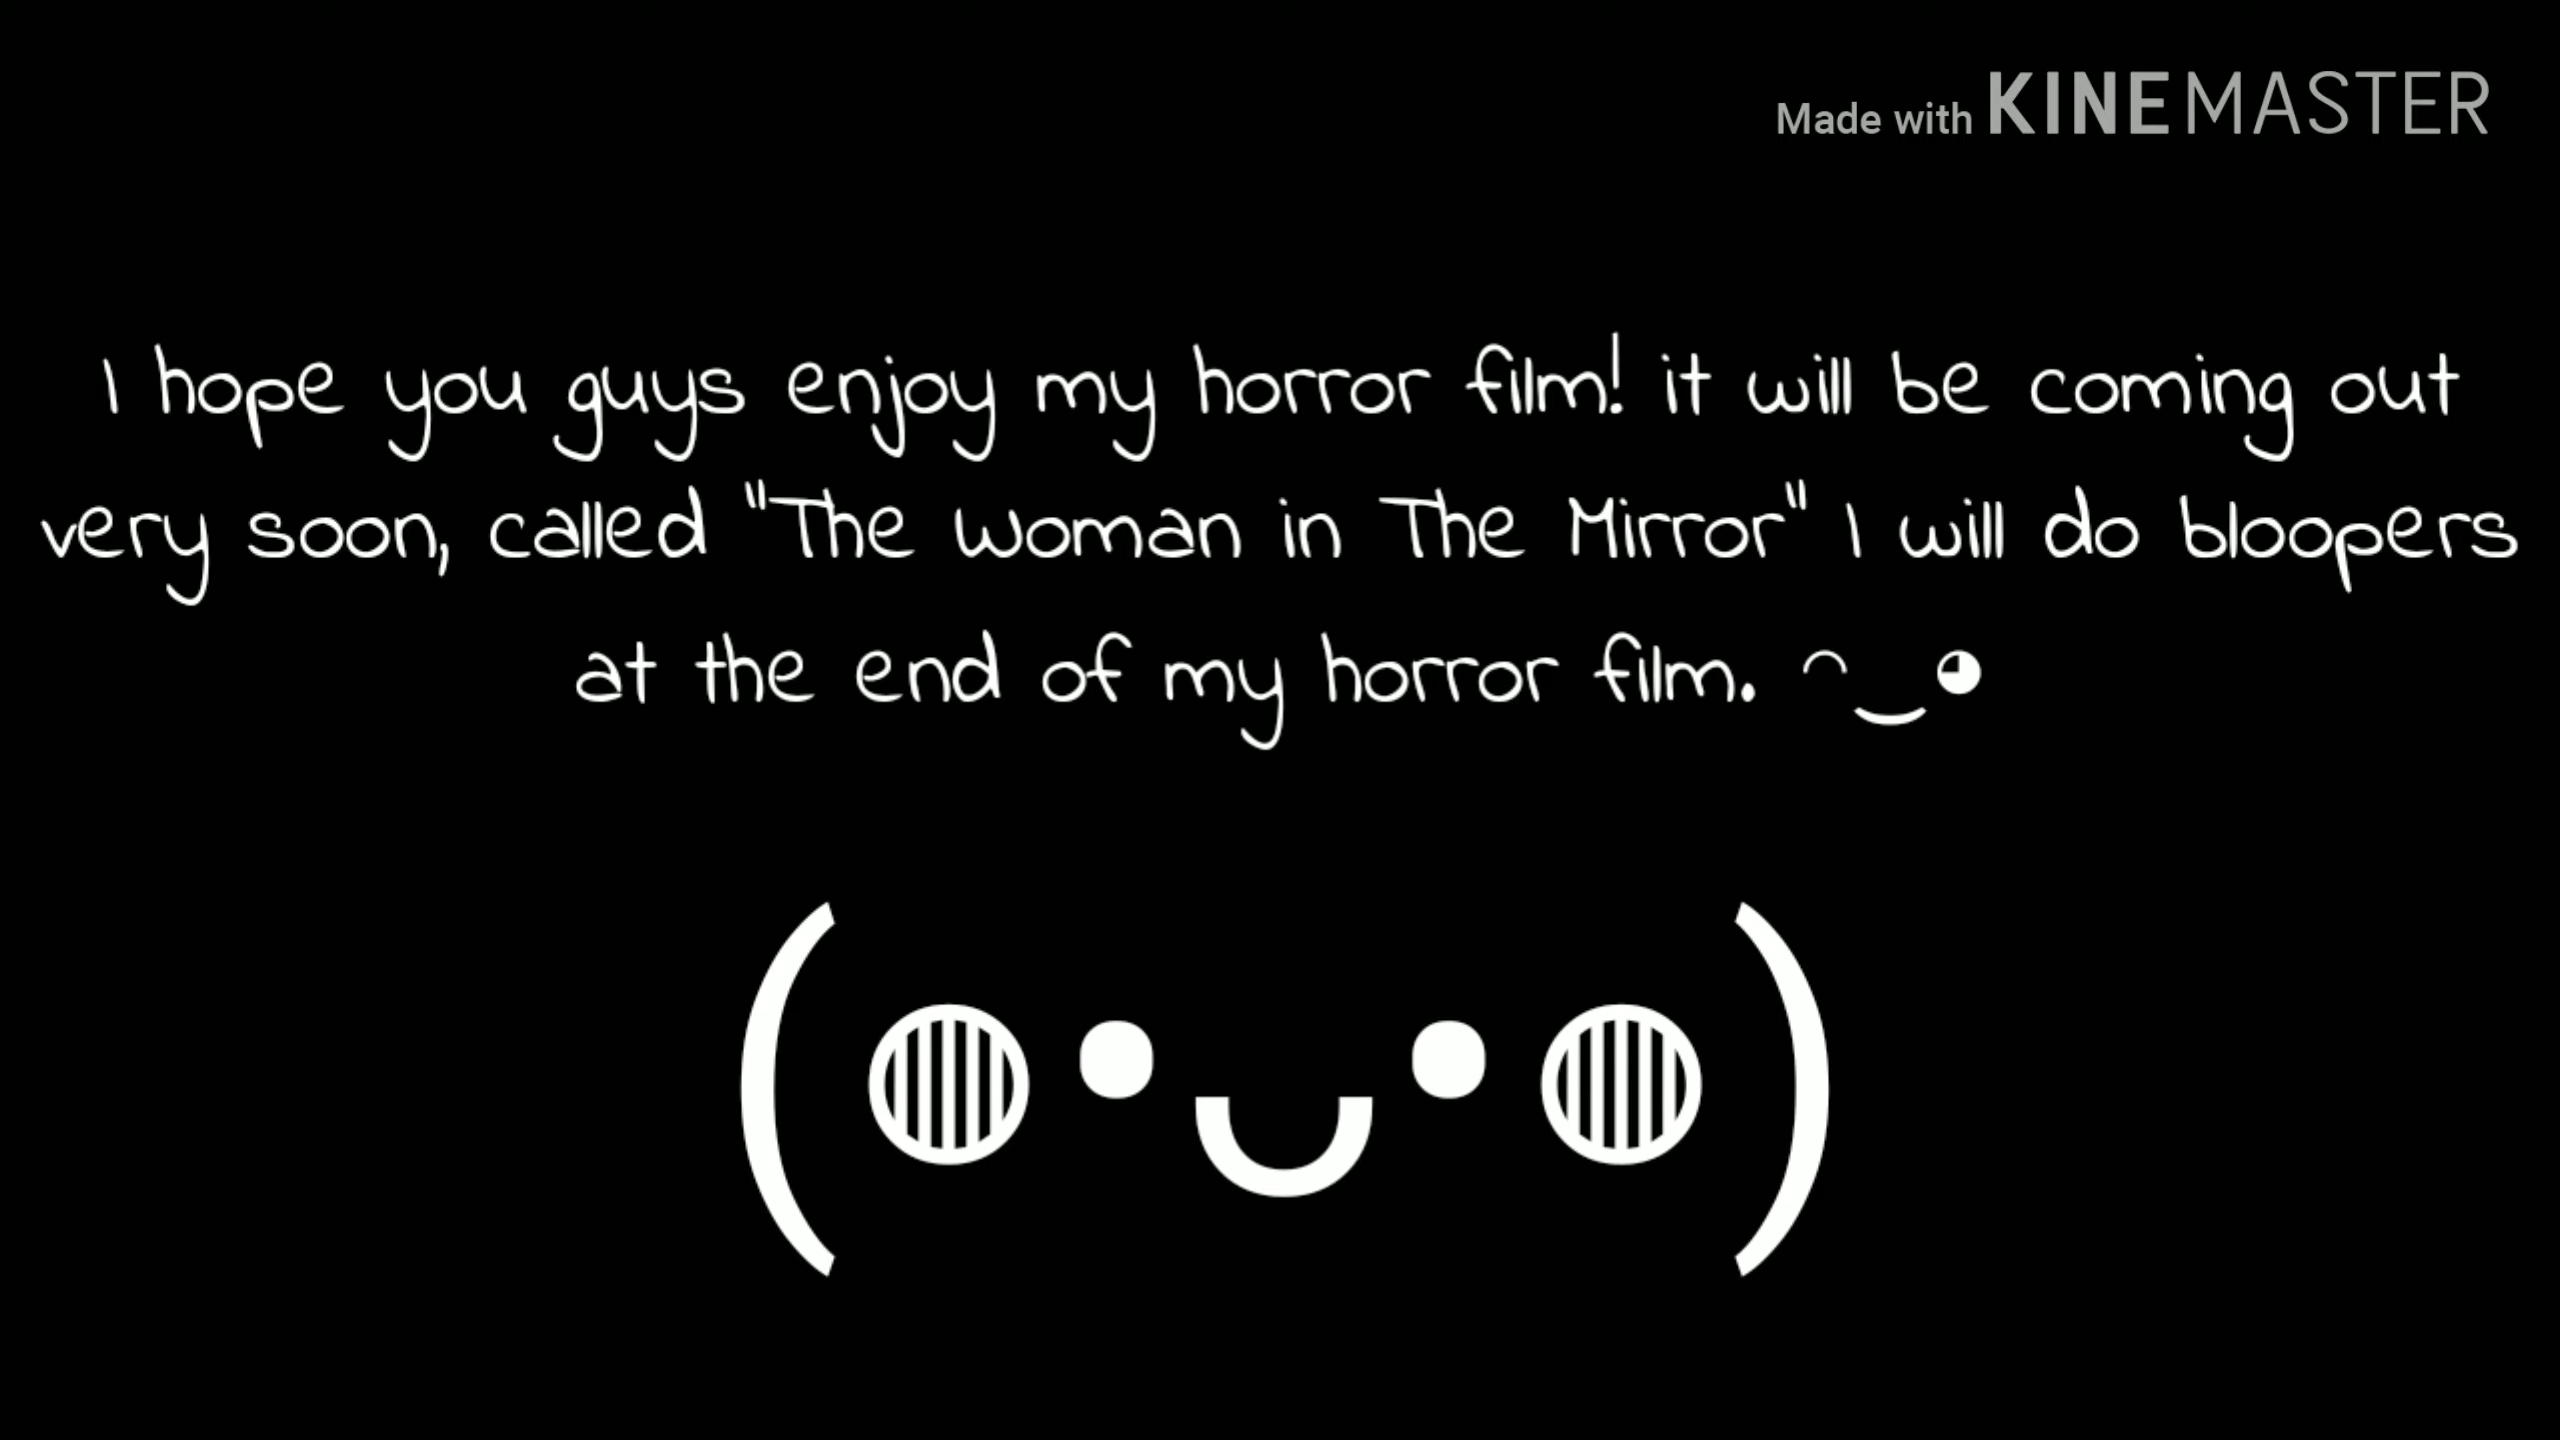 Made with KINEMASTER
I hope you guys enjoy my horror film! it will be coming out
very soon, called "The Woman in The Mirror" I will do bloopers
at the end of my horror film. ◠‿◕
(◍•ᴗ•◍)